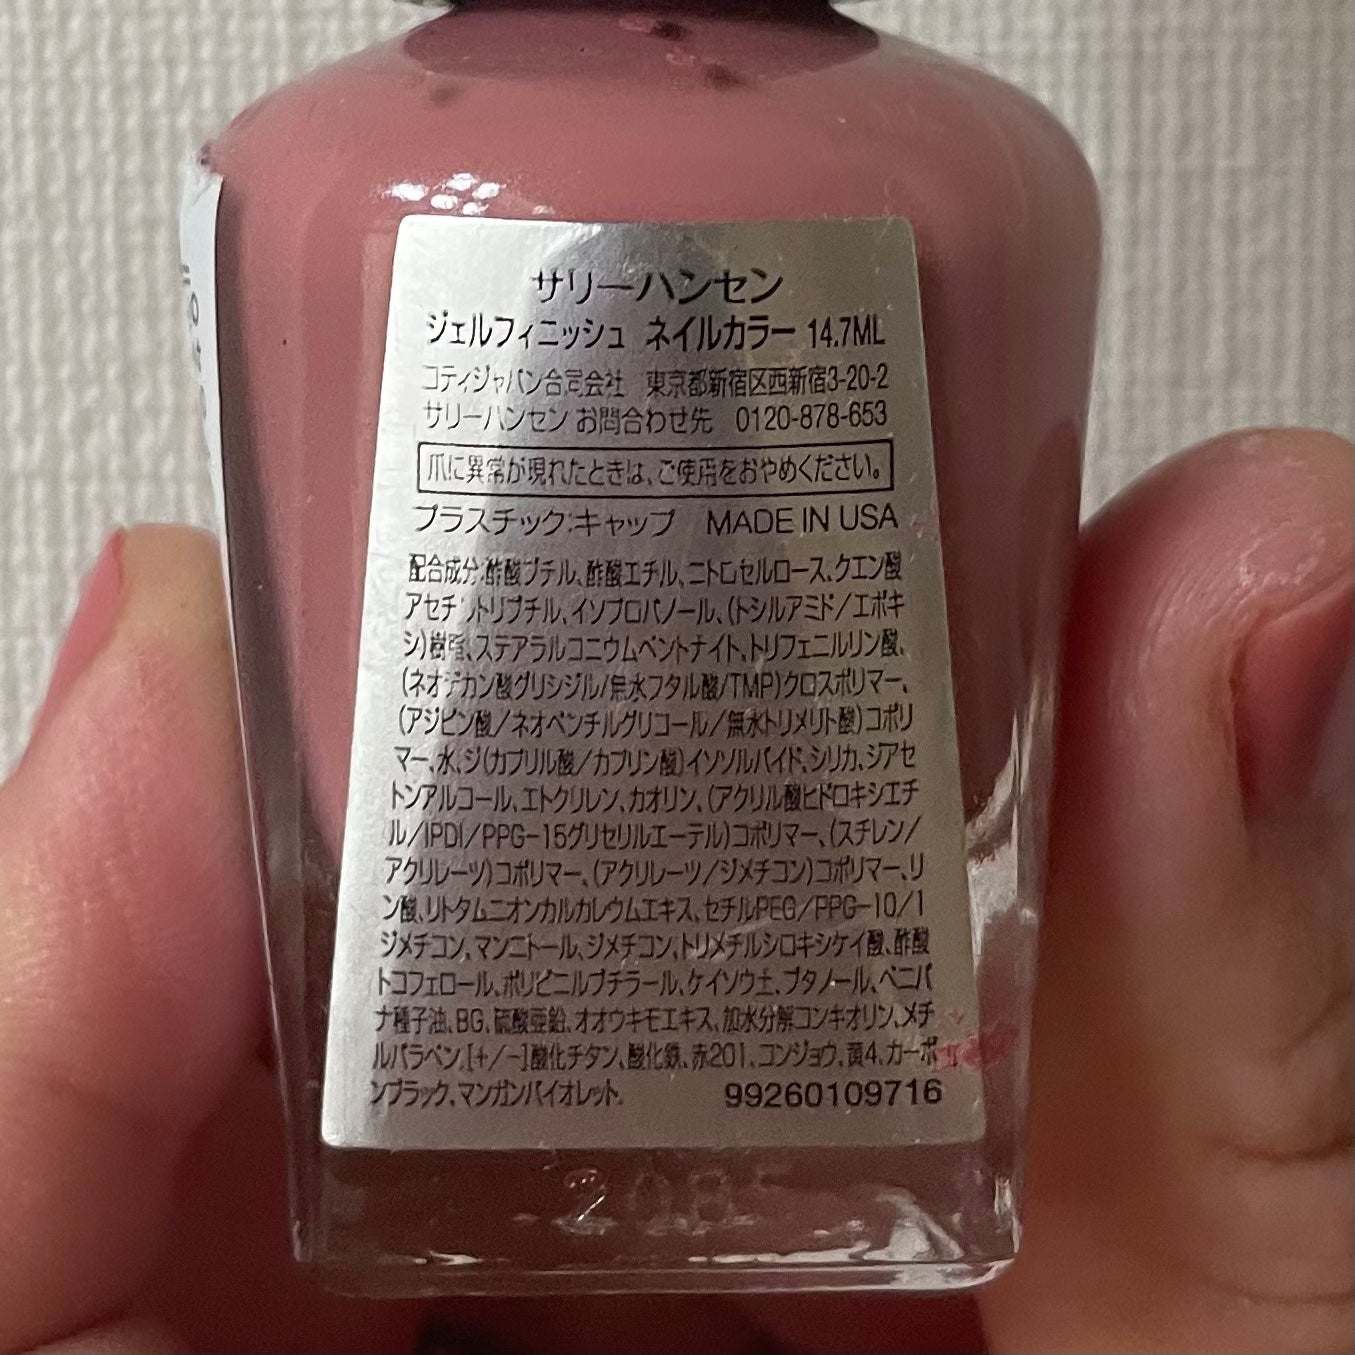 サリーハンセン
ジェルフィニッシュ ネイルカラー 14.7ML
コティジャパン合同会社 東京都新宿区西新宿3-20-2
サリーハンセン お問合わせ先 0120-878-653
爪に異常が現れたときは、ご使用をおやめください。
プラスチック:キャップ MADE IN USA
配合成分:酢酸ブチル、酢酸エチル、ニトロセルロース、クエン酸
アセチルトリブチル、イソプロパノール、(トシルアミド/エポキ
シ)樹脂、ステアラルコニウムベントナイト、トリフェニルリン酸、
(ネオデカン酸グリシジル/無水フタル酸/TMP)クロスポリマー、
(アジピン酸/ネオペンチルグリコール/無水トリメリト酸)コポリ
マー、水、ジ(カプリル酸/カプリン酸)イソソルバイド、シリカ、ジアセ
トンアルコール、エトクリレン、カオリン、(アクリル酸ヒドロキシエチ
ル/IPDI/PPG-15グリセリルエーテル)コポリマー、(スチレン/
アクリレーツ)コポリマー、(アクリレーツ/ジメチコン)コポリマー、リ
ン酸、リトタムニオンカルカレウムエキス、セチルPEG/PPG-10/1
ジメチコン、マンニトール、ジメチコン、トリメチルシロキシケイ酸、酢酸
トコフェロール、ポリビニルブチラール、ケイソウ土、ブタノール、ベニバ
ナ種子油、BG、硫酸亜鉛、オオウキモエキス、加水分解コンキオリン、メチ
ルパラベン、[+/-]酸化チタン、酸化鉄、赤201、コンジョウ、黄4、カーボ
ンブラック、マンガンバイオレット、 99260109716
2085